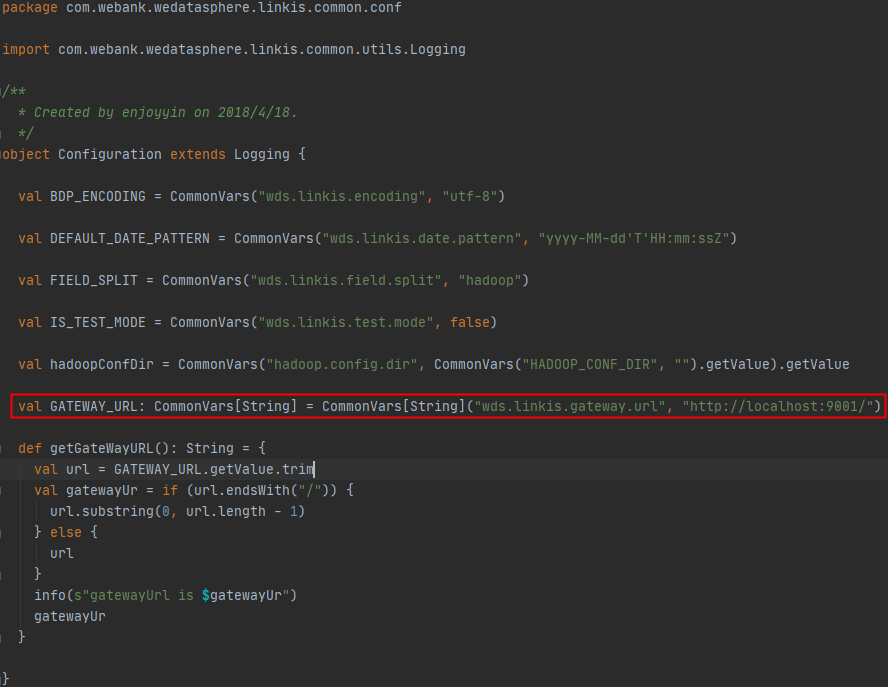 package com.webank.wedatasphere.linkis.common.conf
import com.webank.wedatasphere.linkis.common.utils.Logging
/**
* Created by enjoyyin on 2018/4/18.
*/
object Configuration extends Logging {
val BDP_ENCODING = CommonVars("wds.linkis.encoding", "utf-8")
val DEFAULT_DATE_PATTERN = CommonVars("wds.linkis.date.pattern", "yyyy-MM-dd'T'HH:mm:ssZ")
val FIELD_SPLIT = CommonVars("wds.linkis.field.split", "hadoop")
val IS_TEST_MODE = CommonVars("wds.linkis.test.mode", false)
val hadoopConfDir = CommonVars("hadoop.config.dir", CommonVars("HADOOP_CONF_DIR", "").getValue).getValue
val GATEWAY_URL: CommonVars[String] = CommonVars[String]("wds.linkis.gateway.url", "http://localhost:9001/")
def getGateWayURL(): String = {
val url = GATEWAY_URL.getValue.trim
val gatewayUr = if (url.endsWith("/")) {
url.substring(0, url.length - 1)
} else {
url
}
info(s"gatewayUrl is $gatewayUr")
gatewayUr
}
}